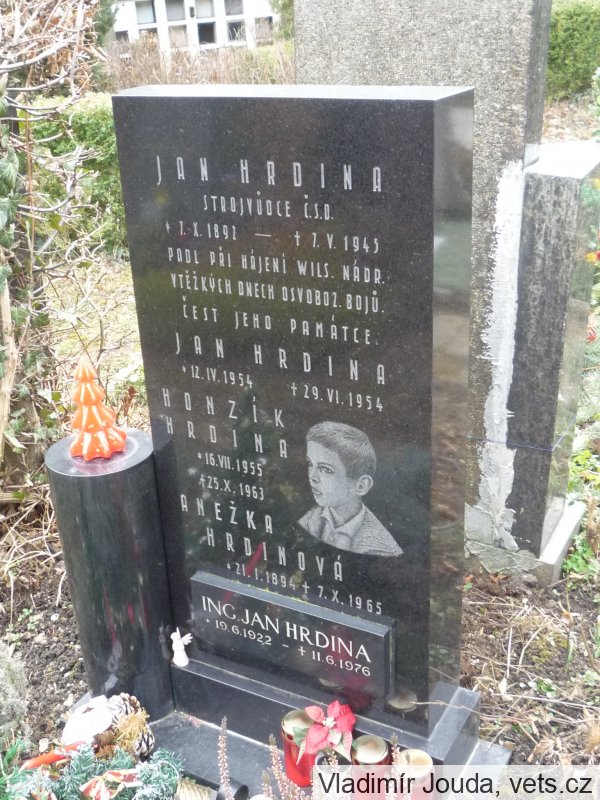 JAN HRDINA
STROJVŮDCE Č.S.D.
* 7.X.1892 — † 7.V.1945
PADL PŘI HÁJENÍ WILS. NÁDR.
V TĚŽKÝCH DNECH OSVOBOZ. BOJŮ.
ČEST JEHO PAMÁTCE.
JAN HRDINA
* 12.IV.1954 † 29.VI.1954
HONZÍK
HRDINA
* 16.VII.1955
† 25.X.1963
ANEŽKA
HRDINOVÁ
* 21.1.1894 † 7.X.1965
ING. JAN HRDINA
* 19.6.1922 - † 11.6.1976
Vladimír Jouda, vets.cz